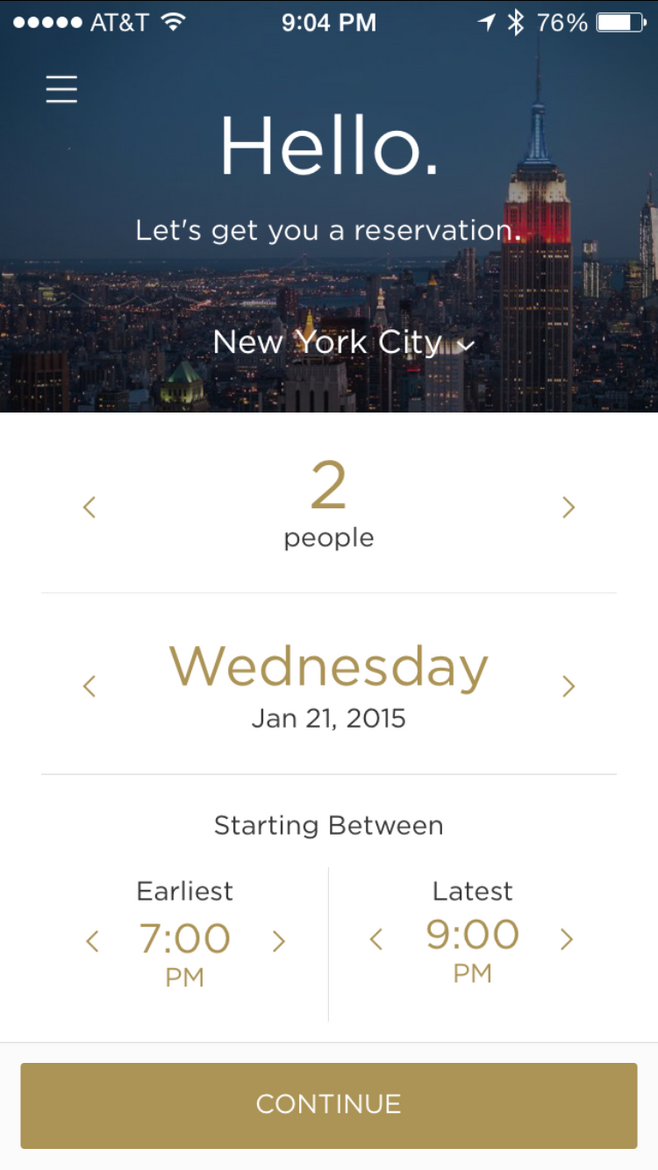 AT&T 9:04 PM 76%
Hello.
Let's get you a reservation.
New York City
2
people
Wednesday
Jan 21, 2015
Starting Between
Earliest Latest
7:00 9:00
PM PM
CONTINUE